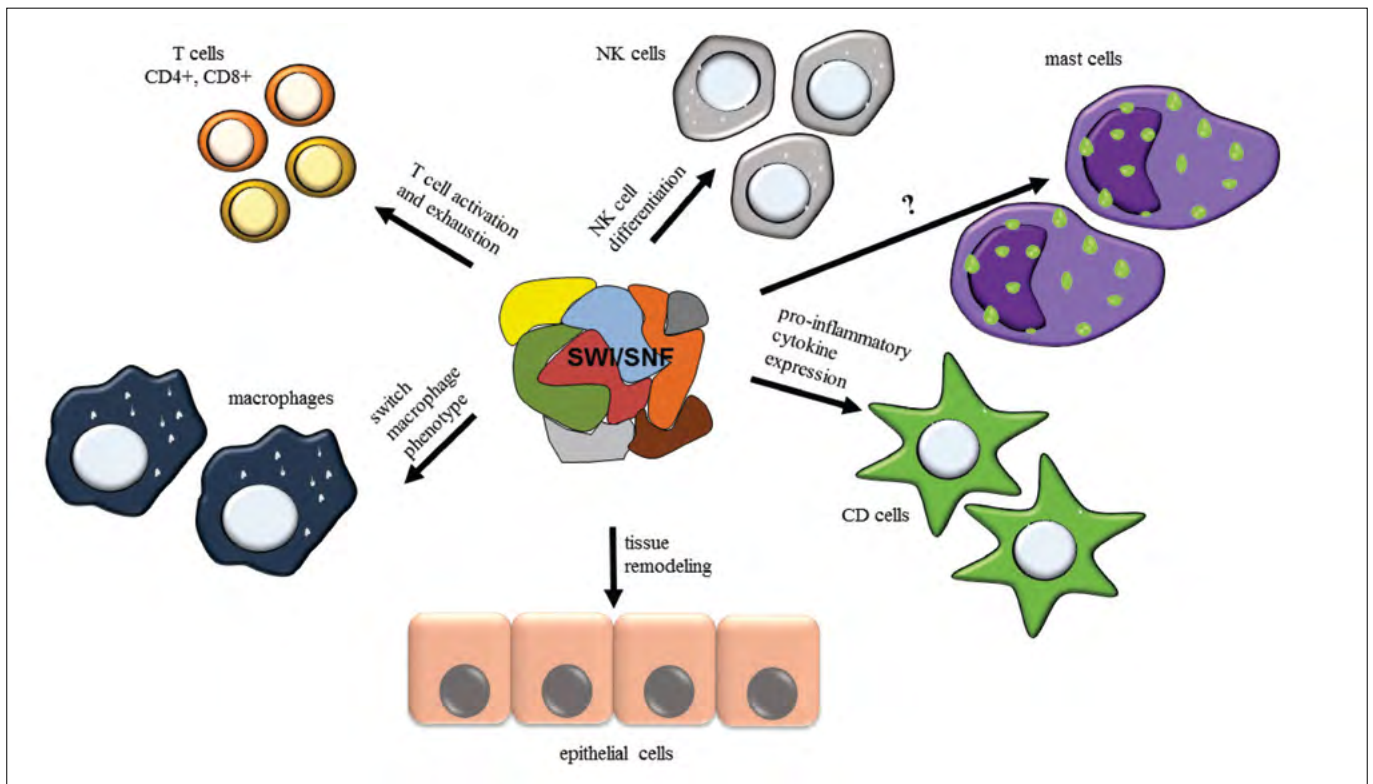 T cells
CD4+, CD8+
NK cells
mast cells
T cell activation
and exhaustion
NK cell
differentiation
?
pro-inflammatory
cytokine
expression
SWI/SNF
macrophages
switch
macrophage
phenotype
CD cells
tissue
remodeling
epithelial cells